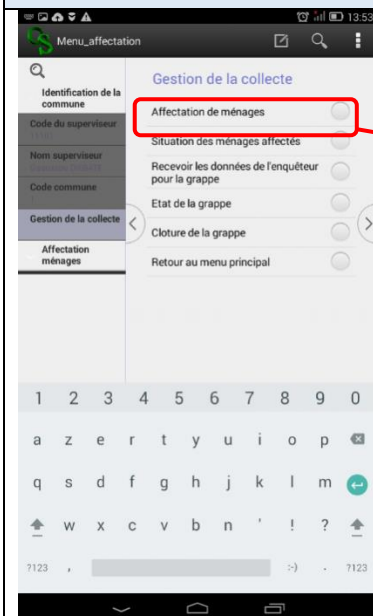 13:53
Menu_affectation
Identification de la
commune
Code du superviseur
Nom superviseur
Code commune
1
Gestion de la collecte
Affectation
ménages
Gestion de la collecte
Affectation de ménages
Situation des ménages affectés
Recevoir les données de l'enquêteur
pour la grappe
Etat de la grappe
Cloture de la grappe
Retour au menu principal
1 2 3 4 5 6 7 8 9 0
a z e r t y u i o p
q s d f g h j k l m
w x c v b n ' ! ?
?123 , :-) . ?123